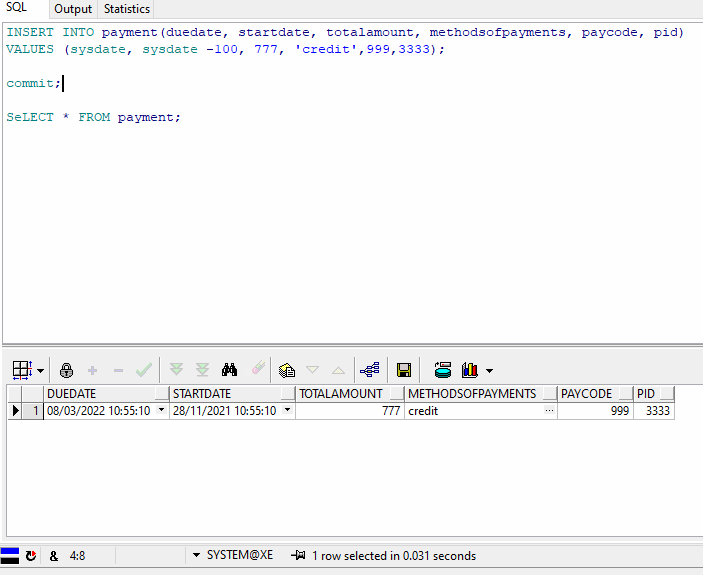 SQL Output Statistics
INSERT INTO payment(duedate, startdate, totalamount, methodsofpayments, paycode, pid)
VALUES (sysdate, sysdate -100, 777, 'credit',999,3333);
commit;
SeLECT * FROM payment;
DUEDATE STARTDATE TOTALAMOUNT METHODSOFPAYMENTS PAYCODE PID
1 08/03/2022 10:55:10 28/11/2021 10:55:10 777 credit ... 999 3333
& 4:8 SYSTEM@XE 1 row selected in 0.031 seconds